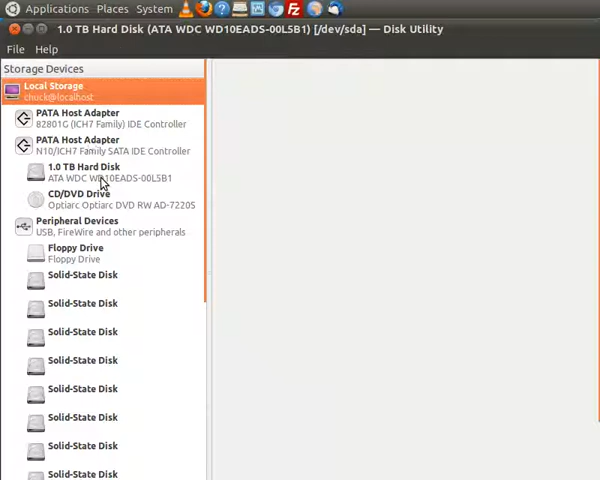 Applications Places System
1.0 TB Hard Disk (ATA WDC WD10EADS-00L5B1) [/dev/sda] — Disk Utility
File Help
Storage Devices
Local Storage
chuck@localhost
PATA Host Adapter
82801G (ICH7 Family) IDE Controller
PATA Host Adapter
N10/ICH7 Family SATA IDE Controller
1.0 TB Hard Disk
ATA WDC WD10EADS-00L5B1
CD/DVD Drive
Optiarc Optiarc DVD RW AD-7220S
Peripheral Devices
USB, FireWire and other peripherals
Floppy Drive
Floppy Drive
Solid-State Disk
Solid-State Disk
Solid-State Disk
Solid-State Disk
Solid-State Disk
Solid-State Disk
Solid-State Disk
Solid-State Disk